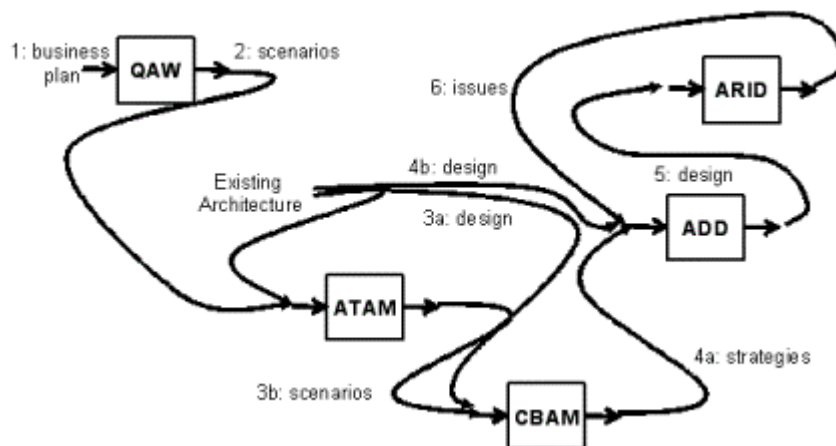 1: business
plan
QAW
2: scenarios
6: issues
ARID
Existing
Architecture
4b: design
3a: design
5: design
ADD
ATAM
3b: scenarios
CBAM
4a: strategies